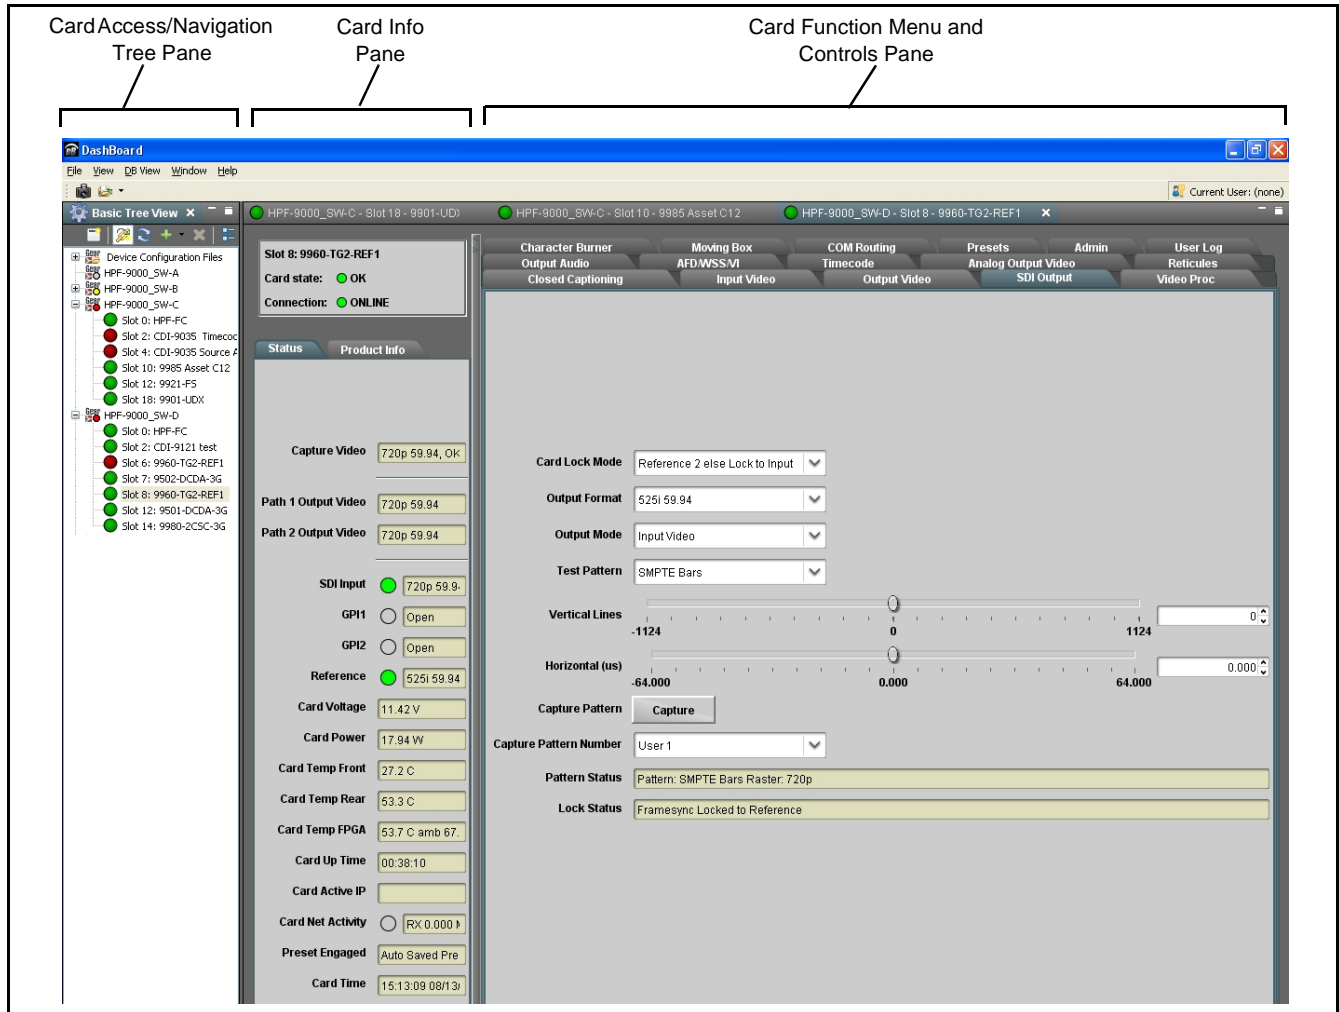 Card Access/Navigation
Tree Pane
Card Info
Pane
Card Function Menu and
Controls Pane
DashBoard
File View DB View Window Help
Current User: (none)
Basic Tree View
Device Configuration Files
HPF-9000_SW-A
HPF-9000_SW-B
HPF-9000_SW-C
Slot 0: HPF-FC
Slot 2: CDI-9035 Timecoc
Slot 4: CDI-9035 Source A
Slot 10: 9985 Asset C12
Slot 12: 9921-FS
Slot 18: 9901-UDX
HPF-9000_SW-D
Slot 0: HPF-FC
Slot 2: CDI-9121 test
Slot 6: 9960-TG2-REF1
Slot 7: 9502-DCDA-3G
Slot 8: 9960-TG2-REF1
Slot 12: 9501-DCDA-3G
Slot 14: 9980-2CSC-3G
HPF-9000_SW-C - Slot 18 - 9901-UDX
HPF-9000_SW-C - Slot 10 - 9985 Asset C12
HPF-9000_SW-D - Slot 8 - 9960-TG2-REF1
Slot 8: 9960-TG2-REF1
Card state: OK
Connection: ONLINE
Status Product Info
Capture Video 720p 59.94, OK
Path 1 Output Video 720p 59.94
Path 2 Output Video 720p 59.94
SDI Input 720p 59.9
GPI1 Open
GPI2 Open
Reference 525i 59.94
Card Voltage 11.42 V
Card Power 17.94 W
Card Temp Front 27.2 C
Card Temp Rear 53.3 C
Card Temp FPGA 53.7 C amb 67.
Card Up Time 00:38:10
Card Active IP
Card Net Activity RX 0.000 M
Preset Engaged Auto Saved Pre
Card Time 15:13:09 08/13/
Character Burner Moving Box COM Routing Presets Admin User Log
Output Audio AFD/WSS/VI Timecode Analog Output Video Reticules
Closed Captioning Input Video Output Video SDI Output Video Proc
Card Lock Mode Reference 2 else Lock to Input
Output Format 525i 59.94
Output Mode Input Video
Test Pattern SMPTE Bars
Vertical Lines 0
-1124 0 1124
Horizontal (us) 0.000
-64.000 0.000 64.000
Capture Pattern Capture
Capture Pattern Number User 1
Pattern Status Pattern: SMPTE Bars Raster: 720p
Lock Status Framesync Locked to Reference